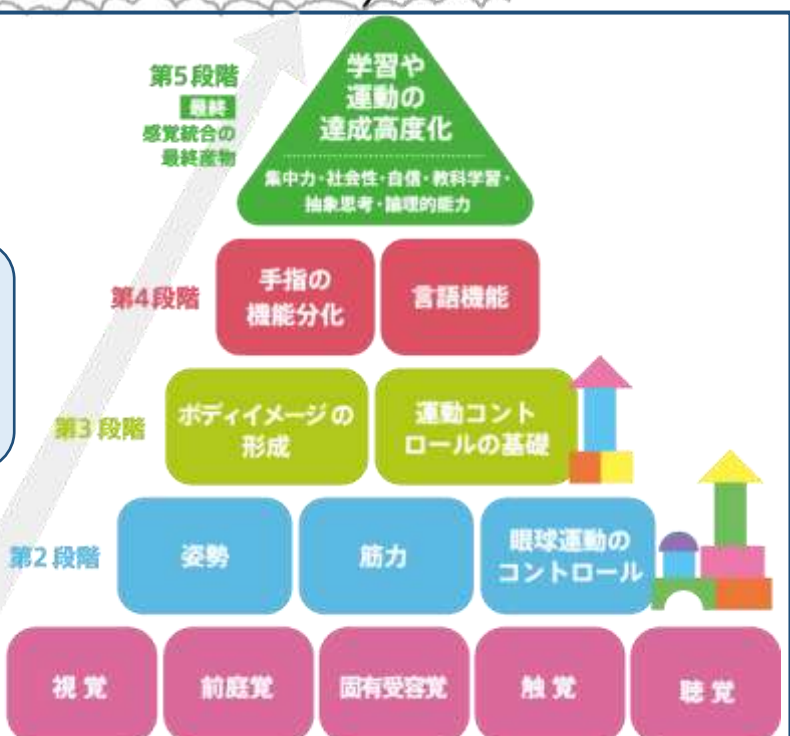 第5段階
最終
感覚統合の
最終産物
学習や
運動の
達成高度化
集中力・社会性・自信・教科学習・
抽象思考・論理的能力
第4段階
手指の
機能分化
言語機能
第3段階
ボディイメージの
形成
運動コント
ロールの基礎
第2段階
姿勢
筋力
眼球運動の
コントロール
視覚
前庭覚
固有受容覚
触覚
聴覚